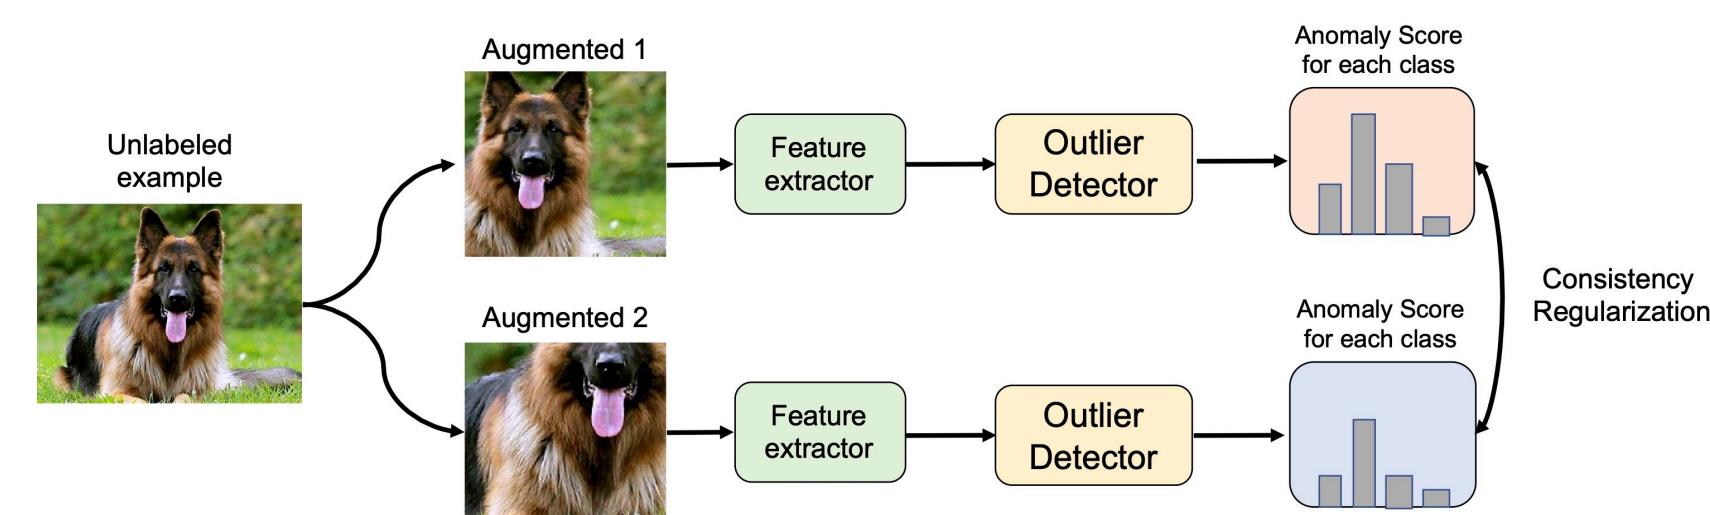 Unlabeled
example
Augmented 1
Feature
extractor
Outlier
Detector
Anomaly Score
for each class
Augmented 2
Feature
extractor
Outlier
Detector
Anomaly Score
for each class
Consistency
Regularization